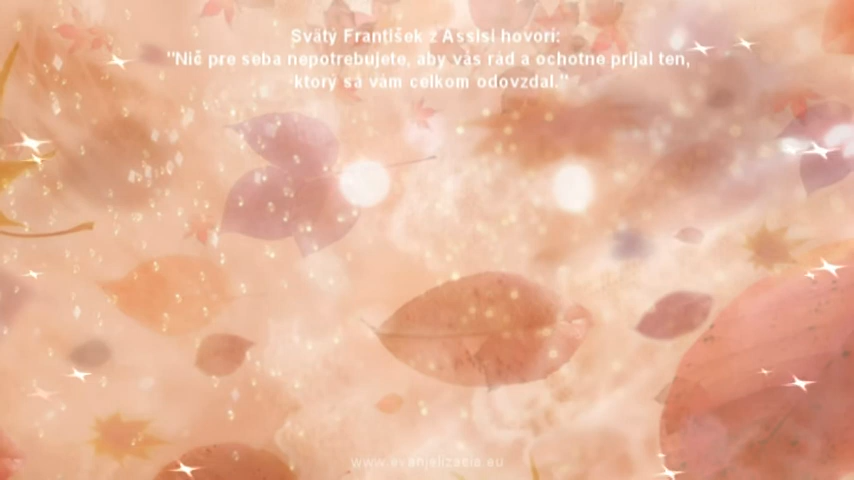 Svätý František z Assisi hovorí:
"Nič pre seba nepotrebujete, aby vás rád a ochotne prijal ten,
ktorý sa vám celkom odovzdal."
www.evanjelizacia.eu